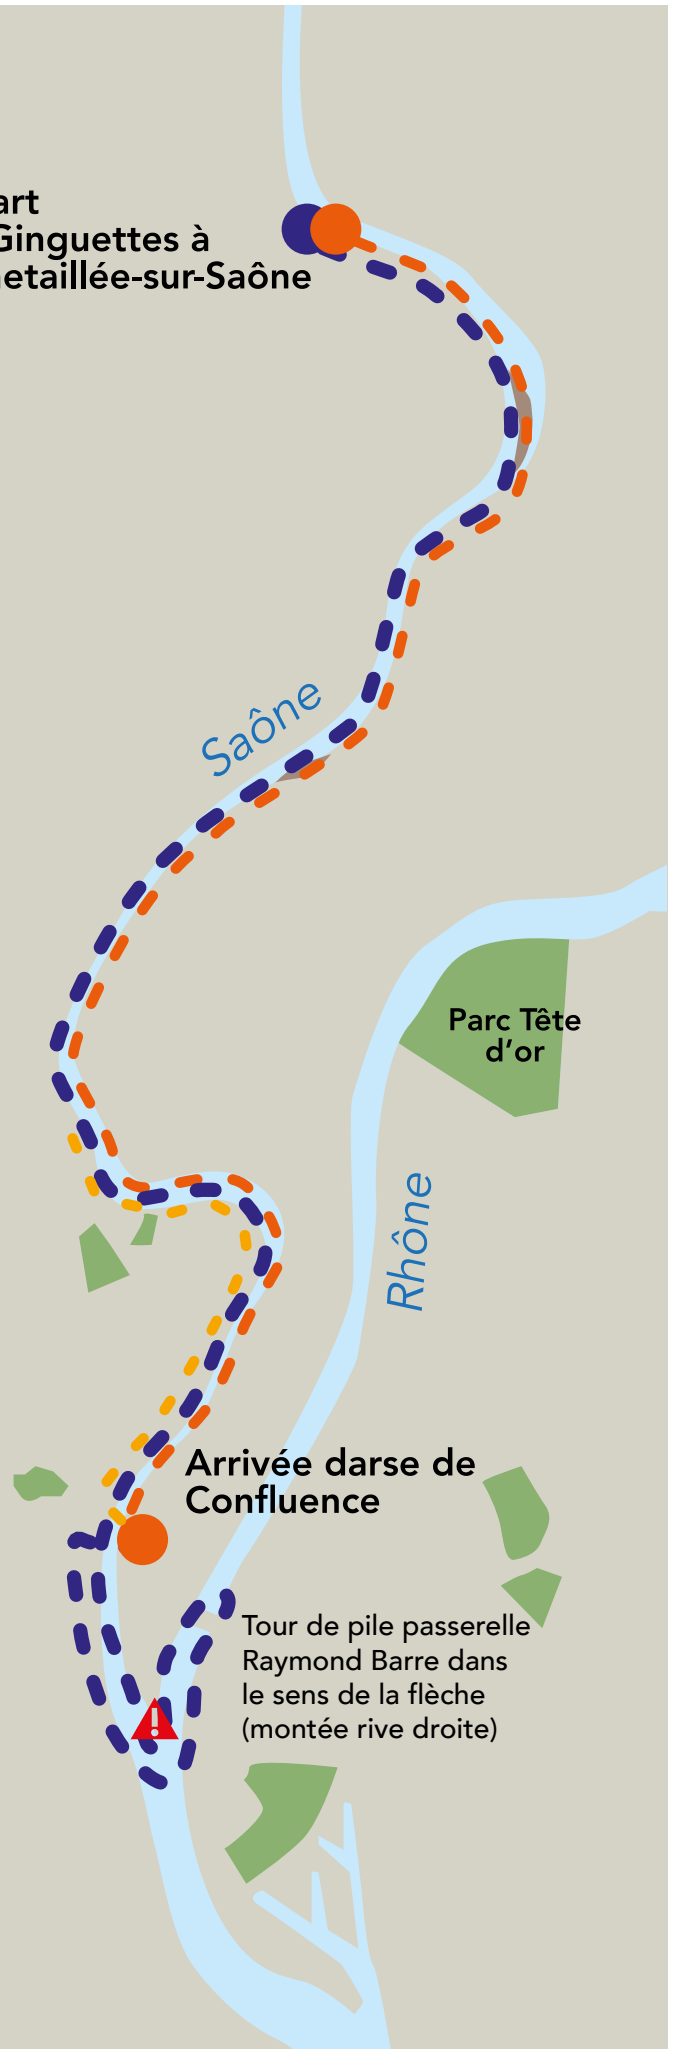 art
Ginguettes à
etaillée-sur-Saône
Saône
Parc Tête
d'or
Rhône
Arrivée darse de
Confluence
Tour de pile passerelle
Raymond Barre dans
le sens de la flèche
(montée rive droite)
!